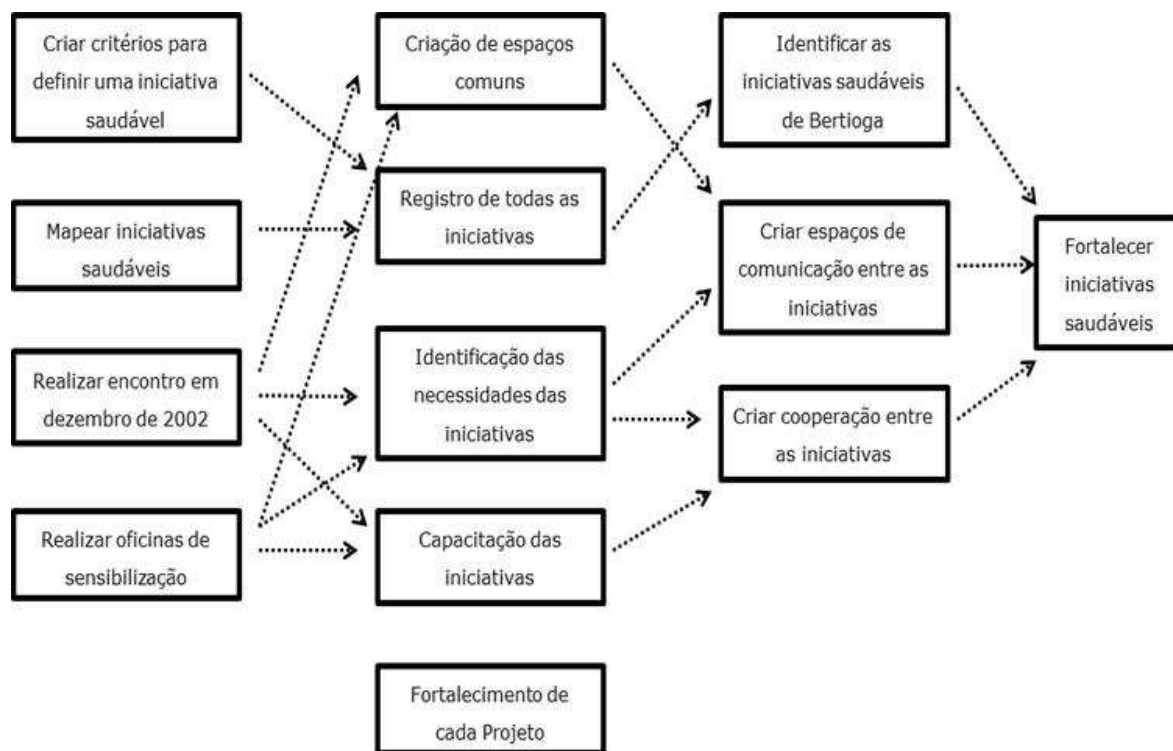 Criar critérios para
definir uma iniciativa
saudável
Mapear iniciativas
saudáveis
Realizar encontro em
dezembro de 2002
Realizar oficinas de
sensibilização
Criação de espaços
comuns
Registro de todas as
iniciativas
Identificação das
necessidades das
iniciativas
Capacitação das
iniciativas
Fortalecimento de
cada Projeto
Identificar as
iniciativas saudáveis
de Bertioga
Criar espaços de
comunicação entre as
iniciativas
Criar cooperação entre
as iniciativas
Fortalecer
iniciativas
saudáveis